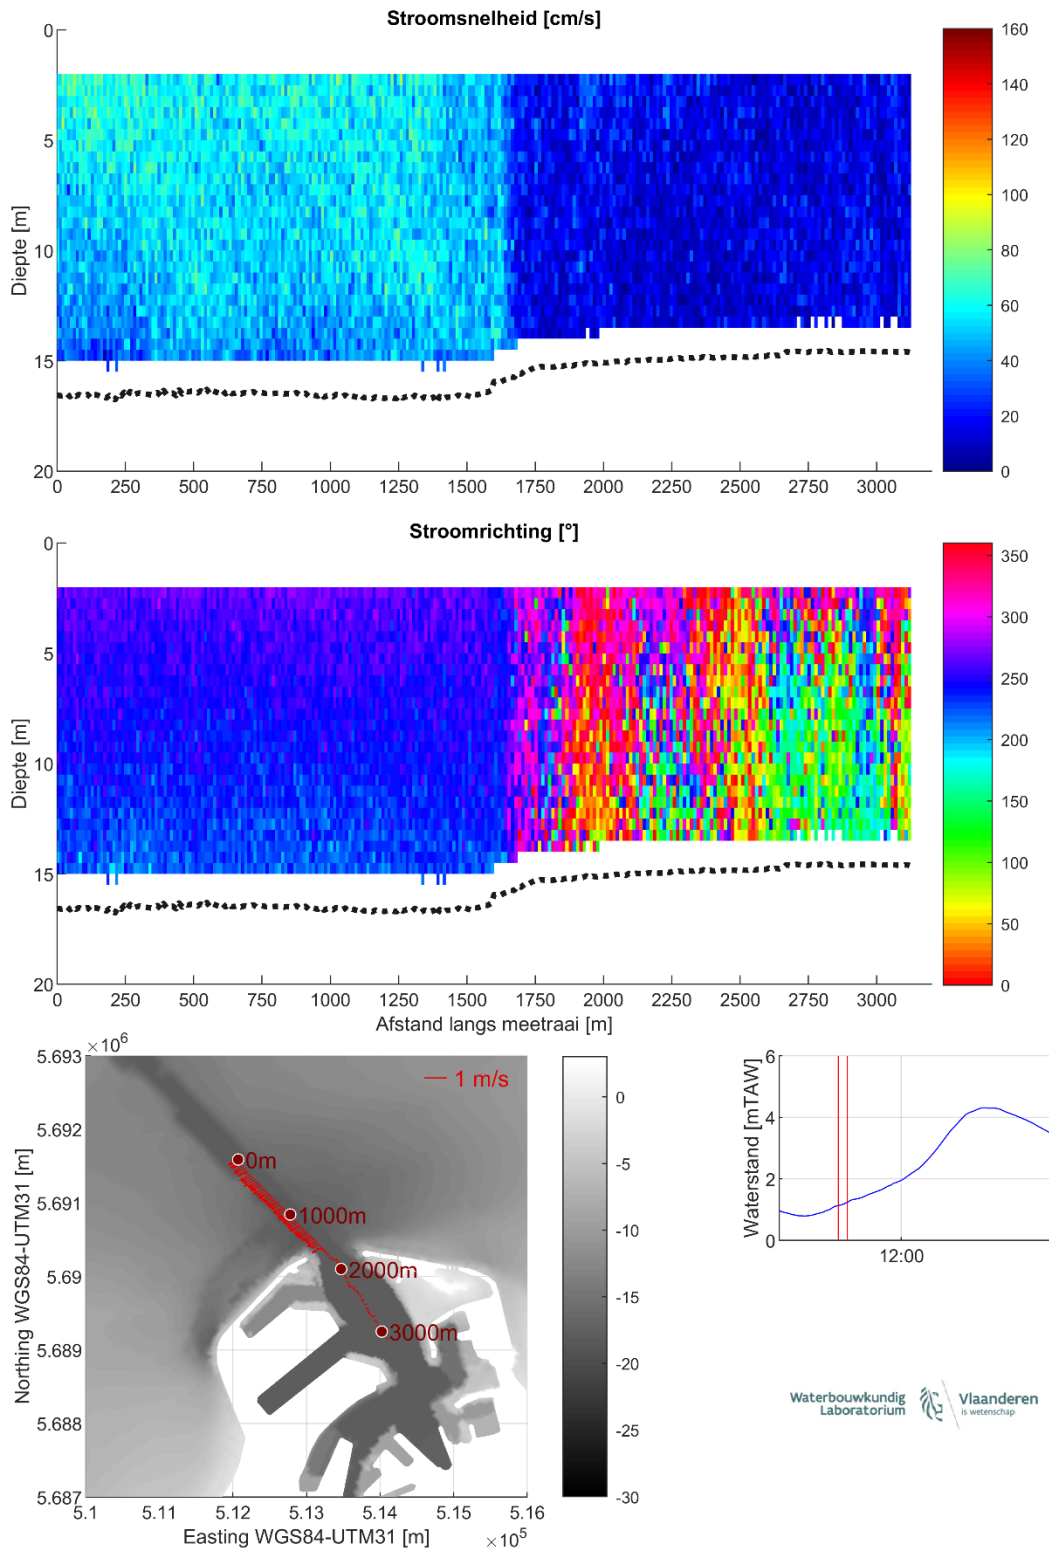 Stroomsnelheid [cm/s]
0
5
10
15
20
Diepte [m]
0 250 500 750 1000 1250 1500 1750 2000 2250 2500 2750 3000
160
140
120
100
80
60
40
20
0
Stroomrichting [°]
0
5
10
15
20
Diepte [m]
0 250 500 750 1000 1250 1500 1750 2000 2250 2500 2750 3000
Afstand langs meetraai [m]
350
300
250
200
150
100
50
0
×10⁶
5.693
5.692
5.691
5.69
5.689
5.688
5.687
Northing WGS84-UTM31 [m]
1 m/s
0m
1000m
2000m
3000m
5.1 5.12 5.13 5.14 5.15 5.16
Easting WGS84-UTM31 [m]
×10⁵
0
-5
-10
-15
-20
-25
-30
6
4
2
0
Waterstand [mTAW]
12:00
Waterbouwkundig
Laboratorium
Vlaanderen
is wetenschap